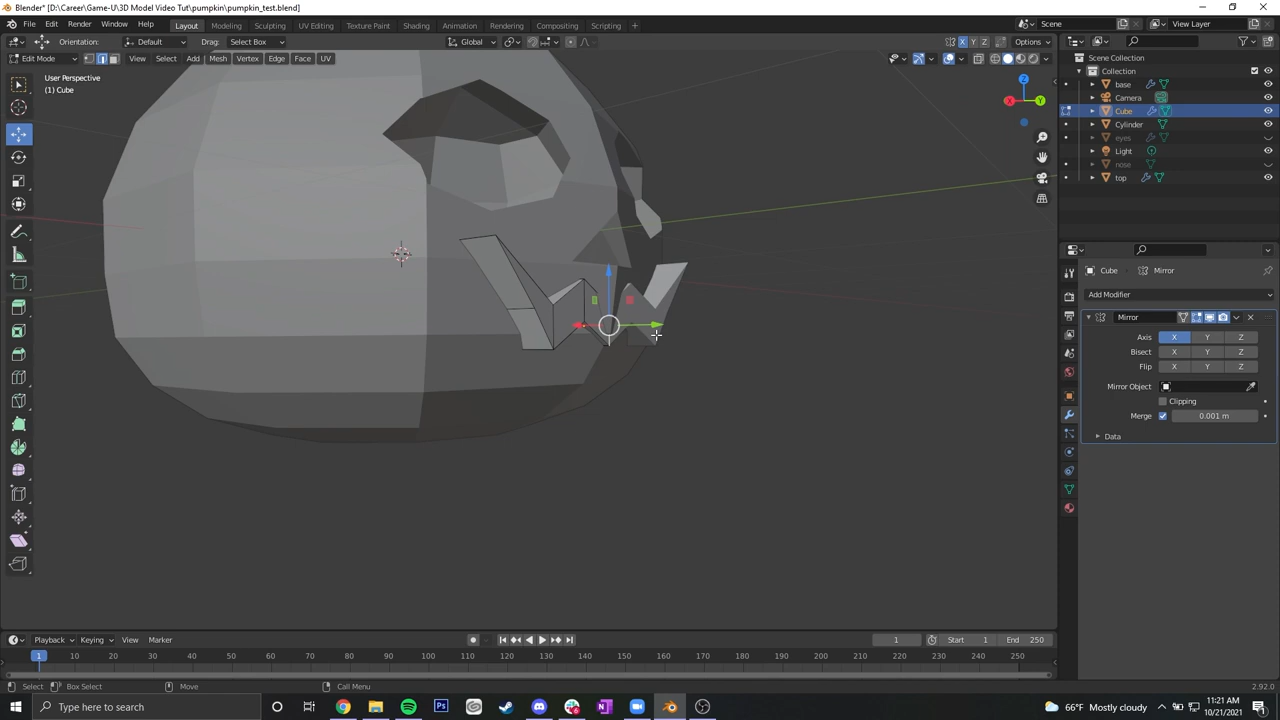 Blender* [D:\Career\Game-U\3D Model Video Tut\pumpkin\pumpkin_test.blend]
File Edit Render Window Help Layout Modeling Sculpting UV Editing Texture Paint Shading Animation Rendering Compositing Scripting + Scene View Layer
Orientation: Default Drag: Select Box Global X Y Z Options
Edit Mode View Select Add Mesh Vertex Edge Face UV
User Perspective
(1) Cube
Z
X Y
Scene Collection
Collection
base
Camera
Cube
Cylinder
eyes
Light
nose
top
Cube Mirror
Add Modifier
Mirror
Axis X Y Z
Bisect X Y Z
Flip X Y Z
Mirror Object
Clipping
Merge 0.001 m
Data
Playback Keying View Marker 1 Start 1 End 250
1 10 20 30 40 50 60 70 80 90 100 110 120 130 140 150 160 170 180 190 200 210 220 230 240 250
Select Box Select Move Call Menu 2.92.0
Type here to search 66°F Mostly cloudy 11:21 AM
10/21/2021